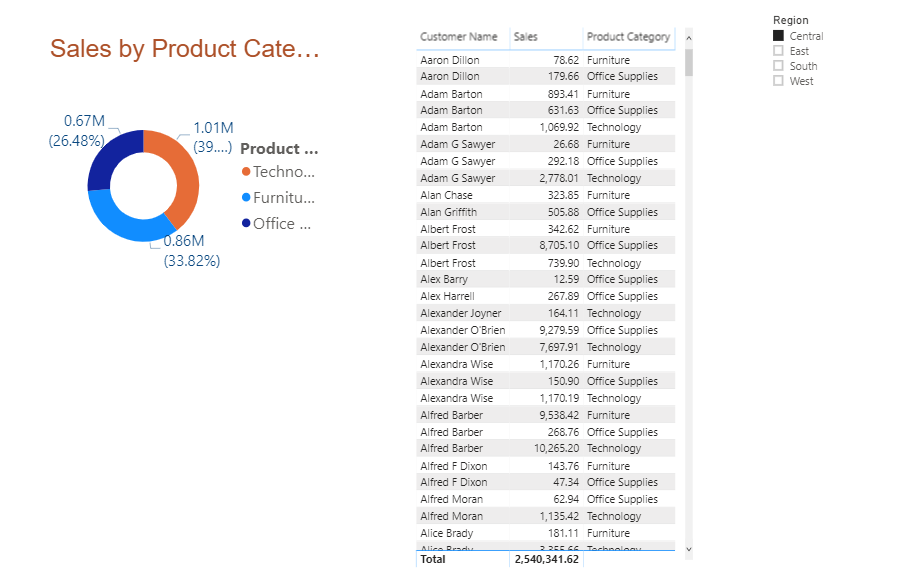 Sales by Product Cate...
0.67M
(26.48%)
1.01M
(39....)
0.86M
(33.82%)
Product ...
Techno...
Furnitu...
Office ...
Customer Name Sales Product Category
Aaron Dillon 78.62 Furniture
Aaron Dillon 179.66 Office Supplies
Adam Barton 893.41 Furniture
Adam Barton 631.63 Office Supplies
Adam Barton 1,069.92 Technology
Adam G Sawyer 26.68 Furniture
Adam G Sawyer 292.18 Office Supplies
Adam G Sawyer 2,778.01 Technology
Alan Chase 323.85 Furniture
Alan Griffith 505.88 Office Supplies
Albert Frost 342.62 Furniture
Albert Frost 8,705.10 Office Supplies
Albert Frost 739.90 Technology
Alex Barry 12.59 Office Supplies
Alex Harrell 267.89 Office Supplies
Alexander Joyner 164.11 Technology
Alexander O'Brien 9,279.59 Office Supplies
Alexander O'Brien 7,697.91 Technology
Alexandra Wise 1,170.26 Furniture
Alexandra Wise 150.90 Office Supplies
Alexandra Wise 1,170.19 Technology
Alfred Barber 9,538.42 Furniture
Alfred Barber 268.76 Office Supplies
Alfred Barber 10,265.20 Technology
Alfred F Dixon 143.76 Furniture
Alfred F Dixon 47.34 Office Supplies
Alfred Moran 62.94 Office Supplies
Alfred Moran 1,135.42 Technology
Alice Brady 181.11 Furniture
Alice Brady 3,355.66 Technology
Total 2,540,341.62
Region
Central
East
South
West